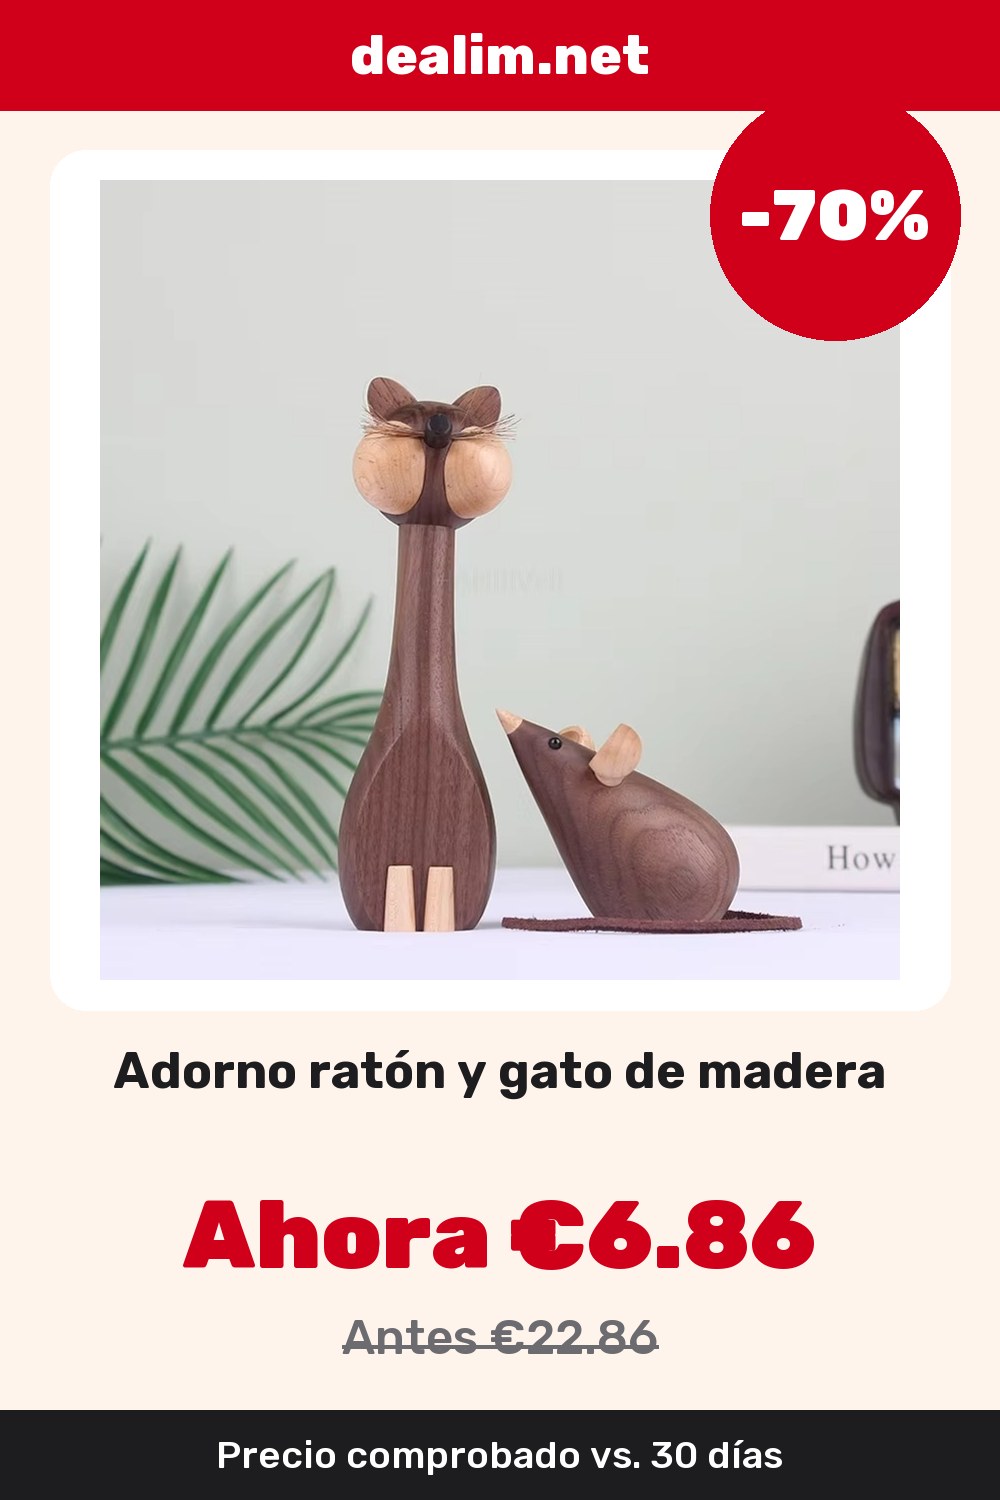 dealim.net
-70%
How
Adorno ratón y gato de madera
Ahora €6.86
Antes €22.86
Precio comprobado vs. 30 días